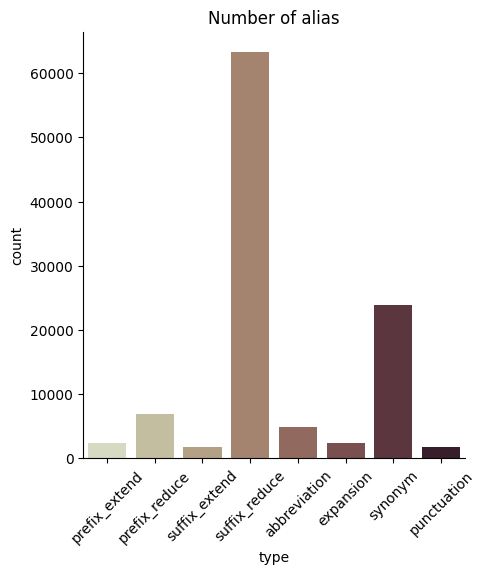 Number of alias
count
60000
50000
40000
30000
20000
10000
0
prefix_extend
prefix_reduce
suffix_extend
suffix_reduce
abbreviation
expansion
synonym
punctuation
type